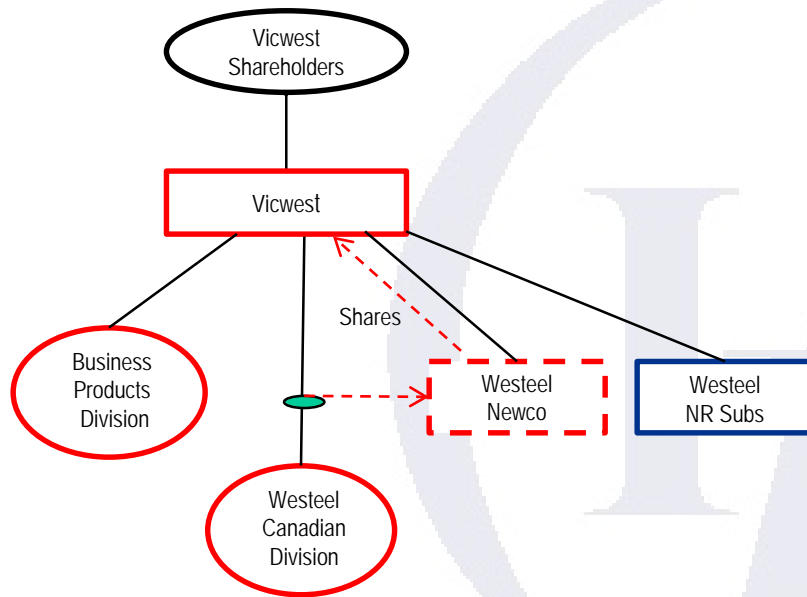 Vicwest
Shareholders
Vicwest
Shares
Business
Products
Division
Westeel
Newco
Westeel
NR Subs
Westeel
Canadian
Division